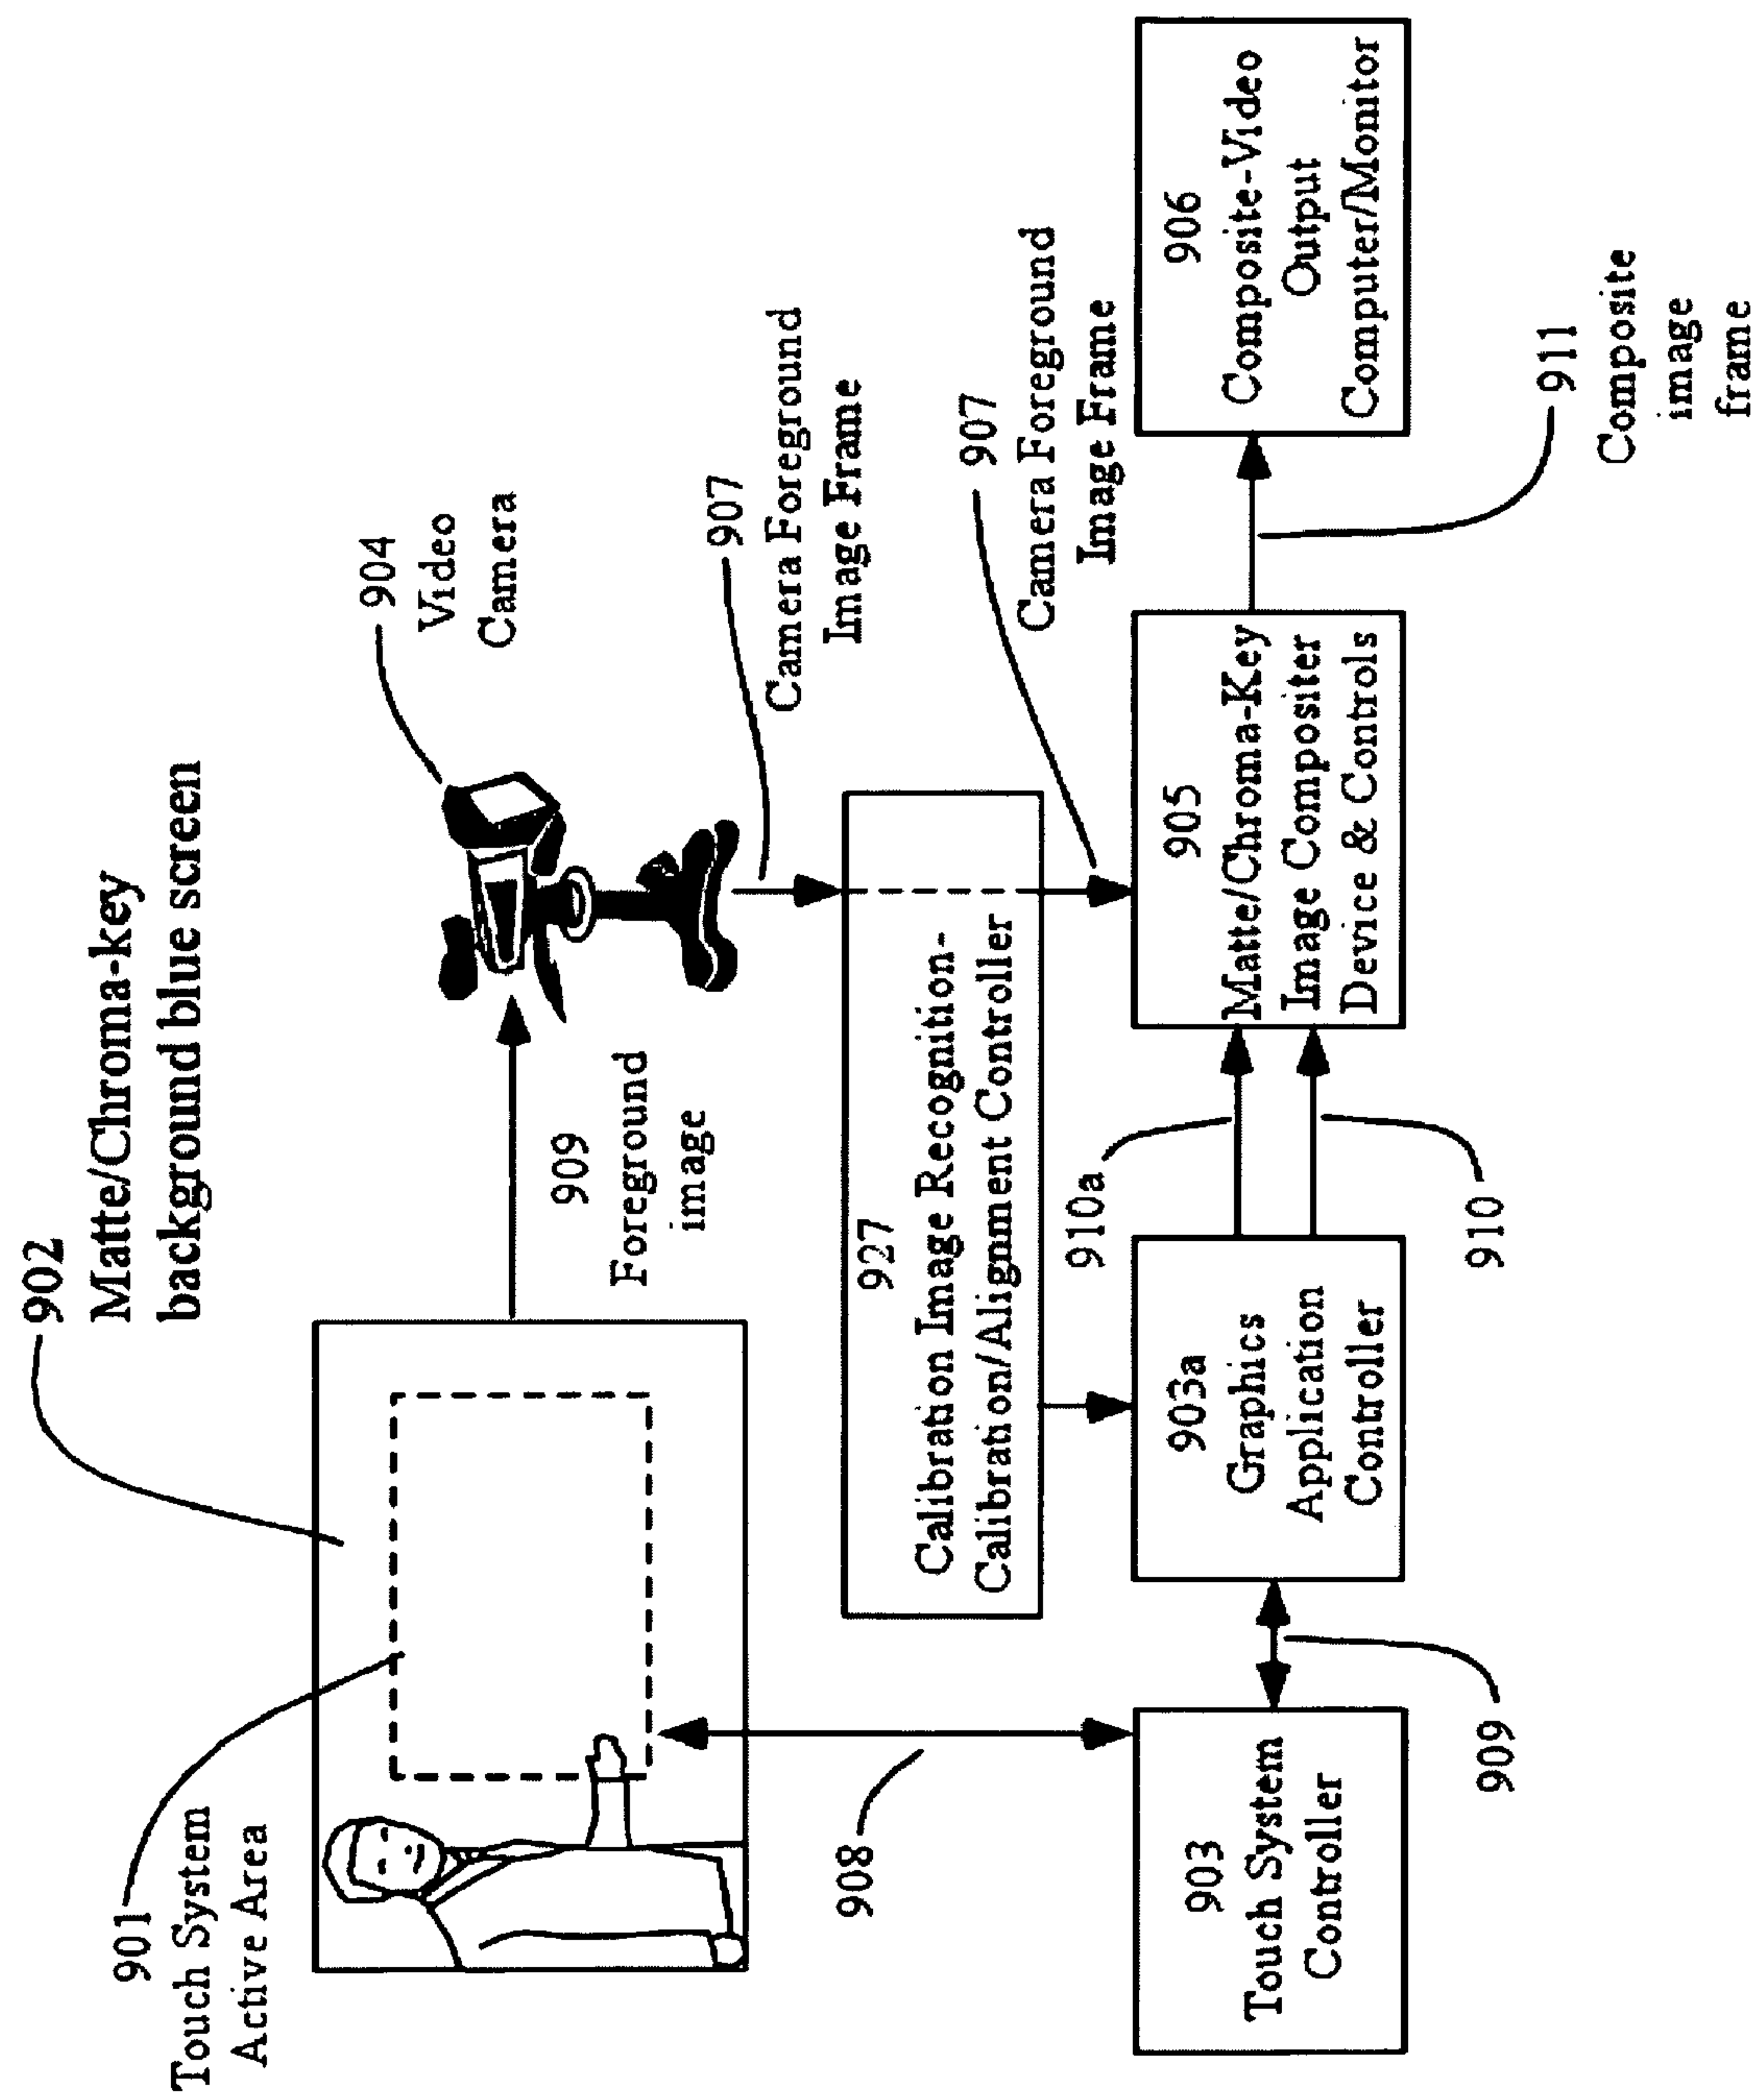 902
Matte/Chroma-key
background blue screen
901
Touch System
Active Area
904
Video
Camera
909
Foreground
image
907
Camera Foreground
Image Frame
927
Calibration Image Recognition-
Calibration/Alignment Controller
907
Camera Foreground
Image Frame
908
903
Touch System
Controller
909
903a
Graphics
Application
Controller
910a
910
905
Matte/Chroma-Key
Image Compositer
Device & Controls
906
Composite-Video
Output
Computer/Monitor
911
Composite
image
frame